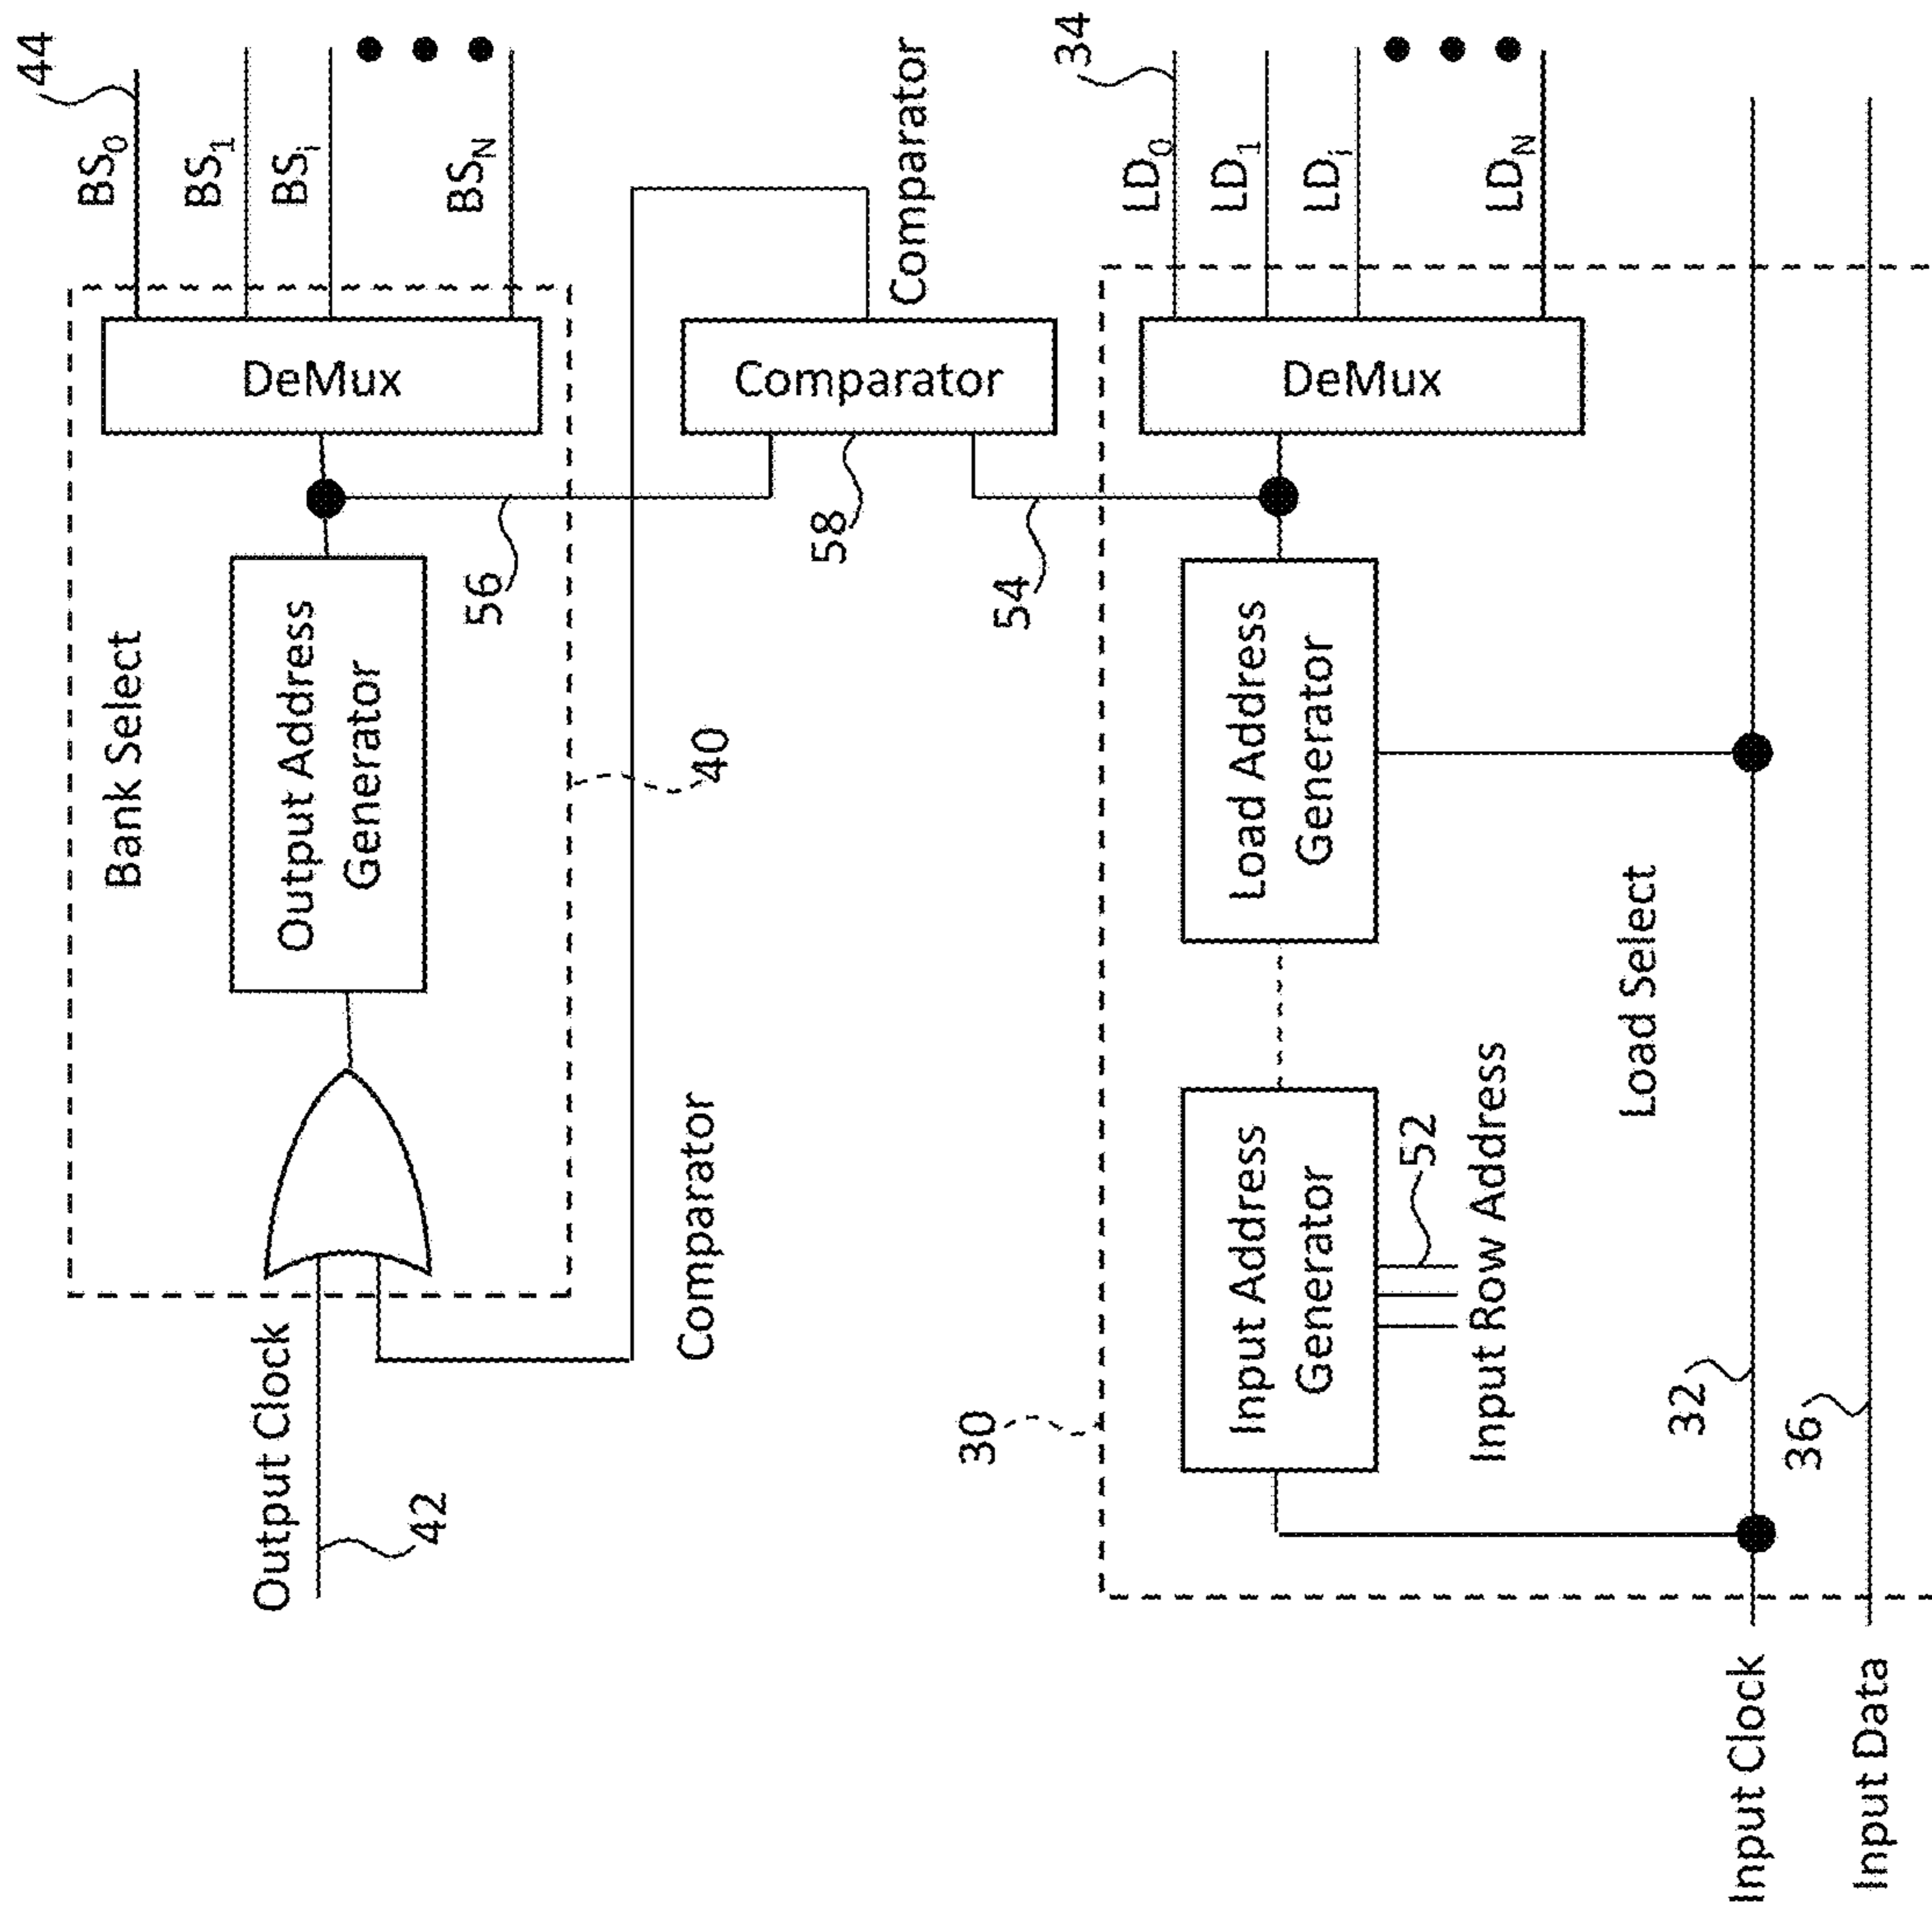 44
BS0
BS1
BSi
BSN
DeMux
Bank Select
Output Address
Generator
56
40
Output Clock
42
Comparator
Comparator
58
Comparator
54
34
LD0
LD1
LDi
LDN
DeMux
Load Address
Generator
Input Address
Generator
52
Input Row Address
Load Select
30
32
36
Input Clock
Input Data